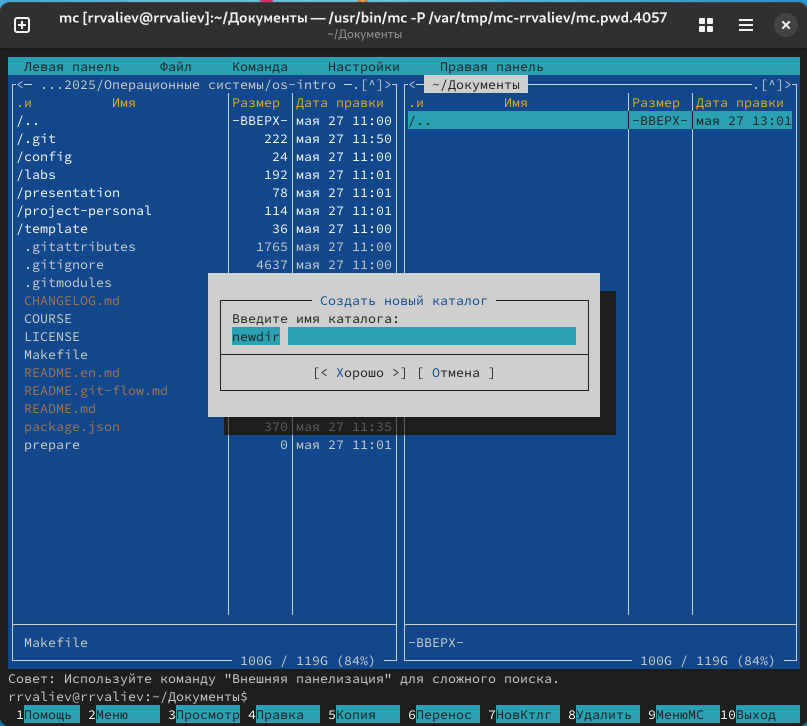 mc [rrvaliev]:~/Документы — /usr/bin/mc -P /var/tmp/mc-rrvaliev/mc.pwd.4057
~/Документы
Левая панель Файл Команда Настройки Правая панель
<— ...2025/Операционные системы/os-intro —.[^]>
.и Имя Размер Дата правки
/.. -ВВЕРХ- мая 27 11:00
/.git 222 мая 27 11:50
/config 24 мая 27 11:00
/labs 192 мая 27 11:01
/presentation 78 мая 27 11:01
/project-personal 114 мая 27 11:01
/template 36 мая 27 11:00
.gitattributes 1765 мая 27 11:00
.gitignore 4637 мая 27 11:00
.gitmodules
CHANGELOG.md
COURSE
LICENSE
Makefile
README.en.md
README.git-flow.md
README.md
package.json 370 мая 27 11:35
prepare 0 мая 27 11:01
Makefile
100G / 119G (84%)
<— ~/Документы .[^]>
.и Имя Размер Дата правки
/.. -ВВЕРХ- мая 27 13:01
-ВВЕРХ-
100G / 119G (84%)
Создать новый каталог
Введите имя каталога:
newdir
[< Хорошо >] [ Отмена ]
Совет: Используйте команду "Внешняя панелизация" для сложного поиска.
rrvaliev@rrvaliev:~/Документы$
1Помощь 2Меню 3Просмотр 4Правка 5Копия 6Перенос 7НовКтлг 8Удалить 9МенюMC 10Выход